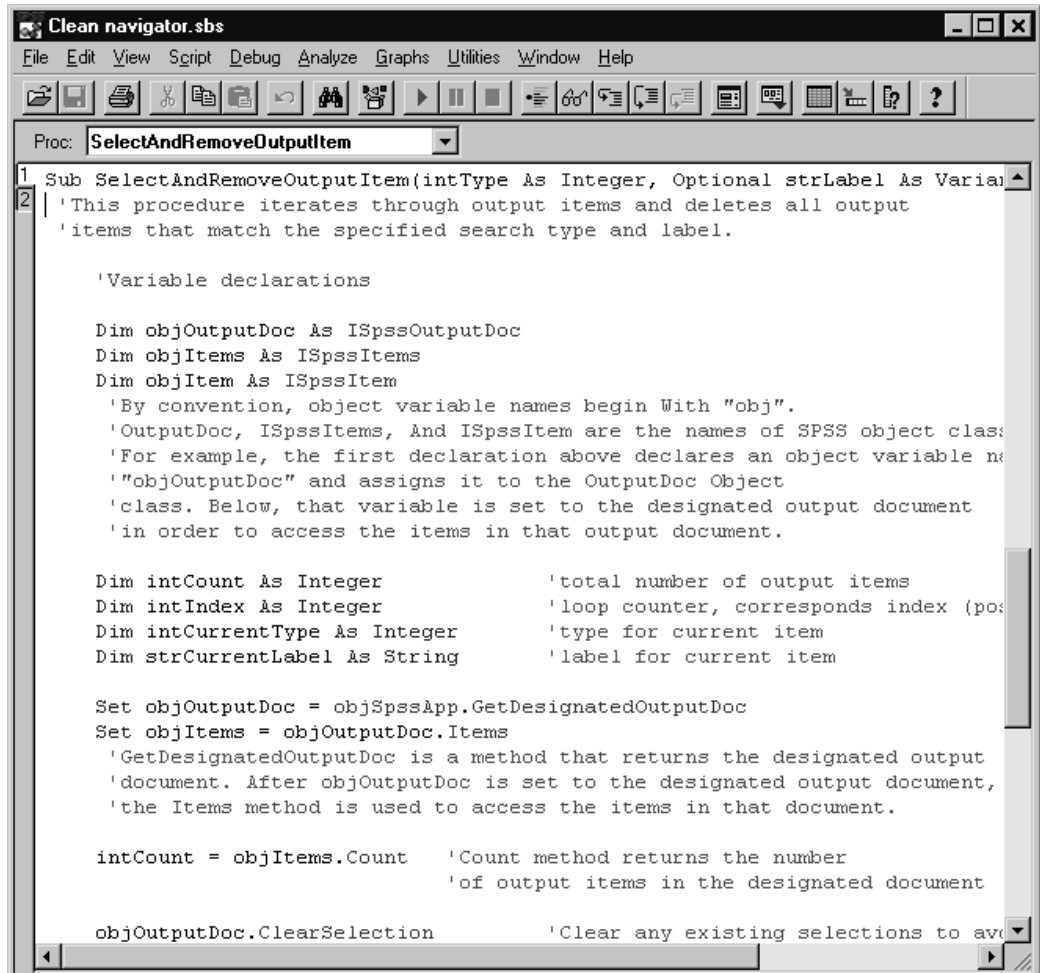 Clean navigator.sbs
File Edit View Script Debug Analyze Graphs Utilities Window Help
Proc: SelectAndRemoveOutputItem
1
2
Sub SelectAndRemoveOutputItem(intType As Integer, Optional strLabel As
'This procedure iterates through output items and deletes all output
'items that match the specified search type and label.
'Variable declarations
Dim objOutputDoc As ISpssOutputDoc
Dim objItems As ISpssItems
Dim objItem As ISpssItem
'By convention, object variable names begin With "obj".
'OutputDoc, ISpssItems, And ISpssItem are the names of SPSS object
'For example, the first declaration above declares an object variable
'"objOutputDoc" and assigns it to the OutputDoc Object
'class. Below, that variable is set to the designated output document
'in order to access the items in that output document.
Dim intCount As Integer 'total number of output items
Dim intIndex As Integer 'loop counter, corresponds index
Dim intCurrentType As Integer 'type for current item
Dim strCurrentLabel As String 'label for current item
Set objOutputDoc = objSpssApp.GetDesignatedOutputDoc
Set objItems = objOutputDoc.Items
'GetDesignatedOutputDoc is a method that returns the designated output
'document. After objOutputDoc is set to the designated output document,
'the Items method is used to access the items in that document.
intCount = objItems.Count 'Count method returns the number
'of output items in the designated document
objOutputDoc.ClearSelection 'Clear any existing selections to